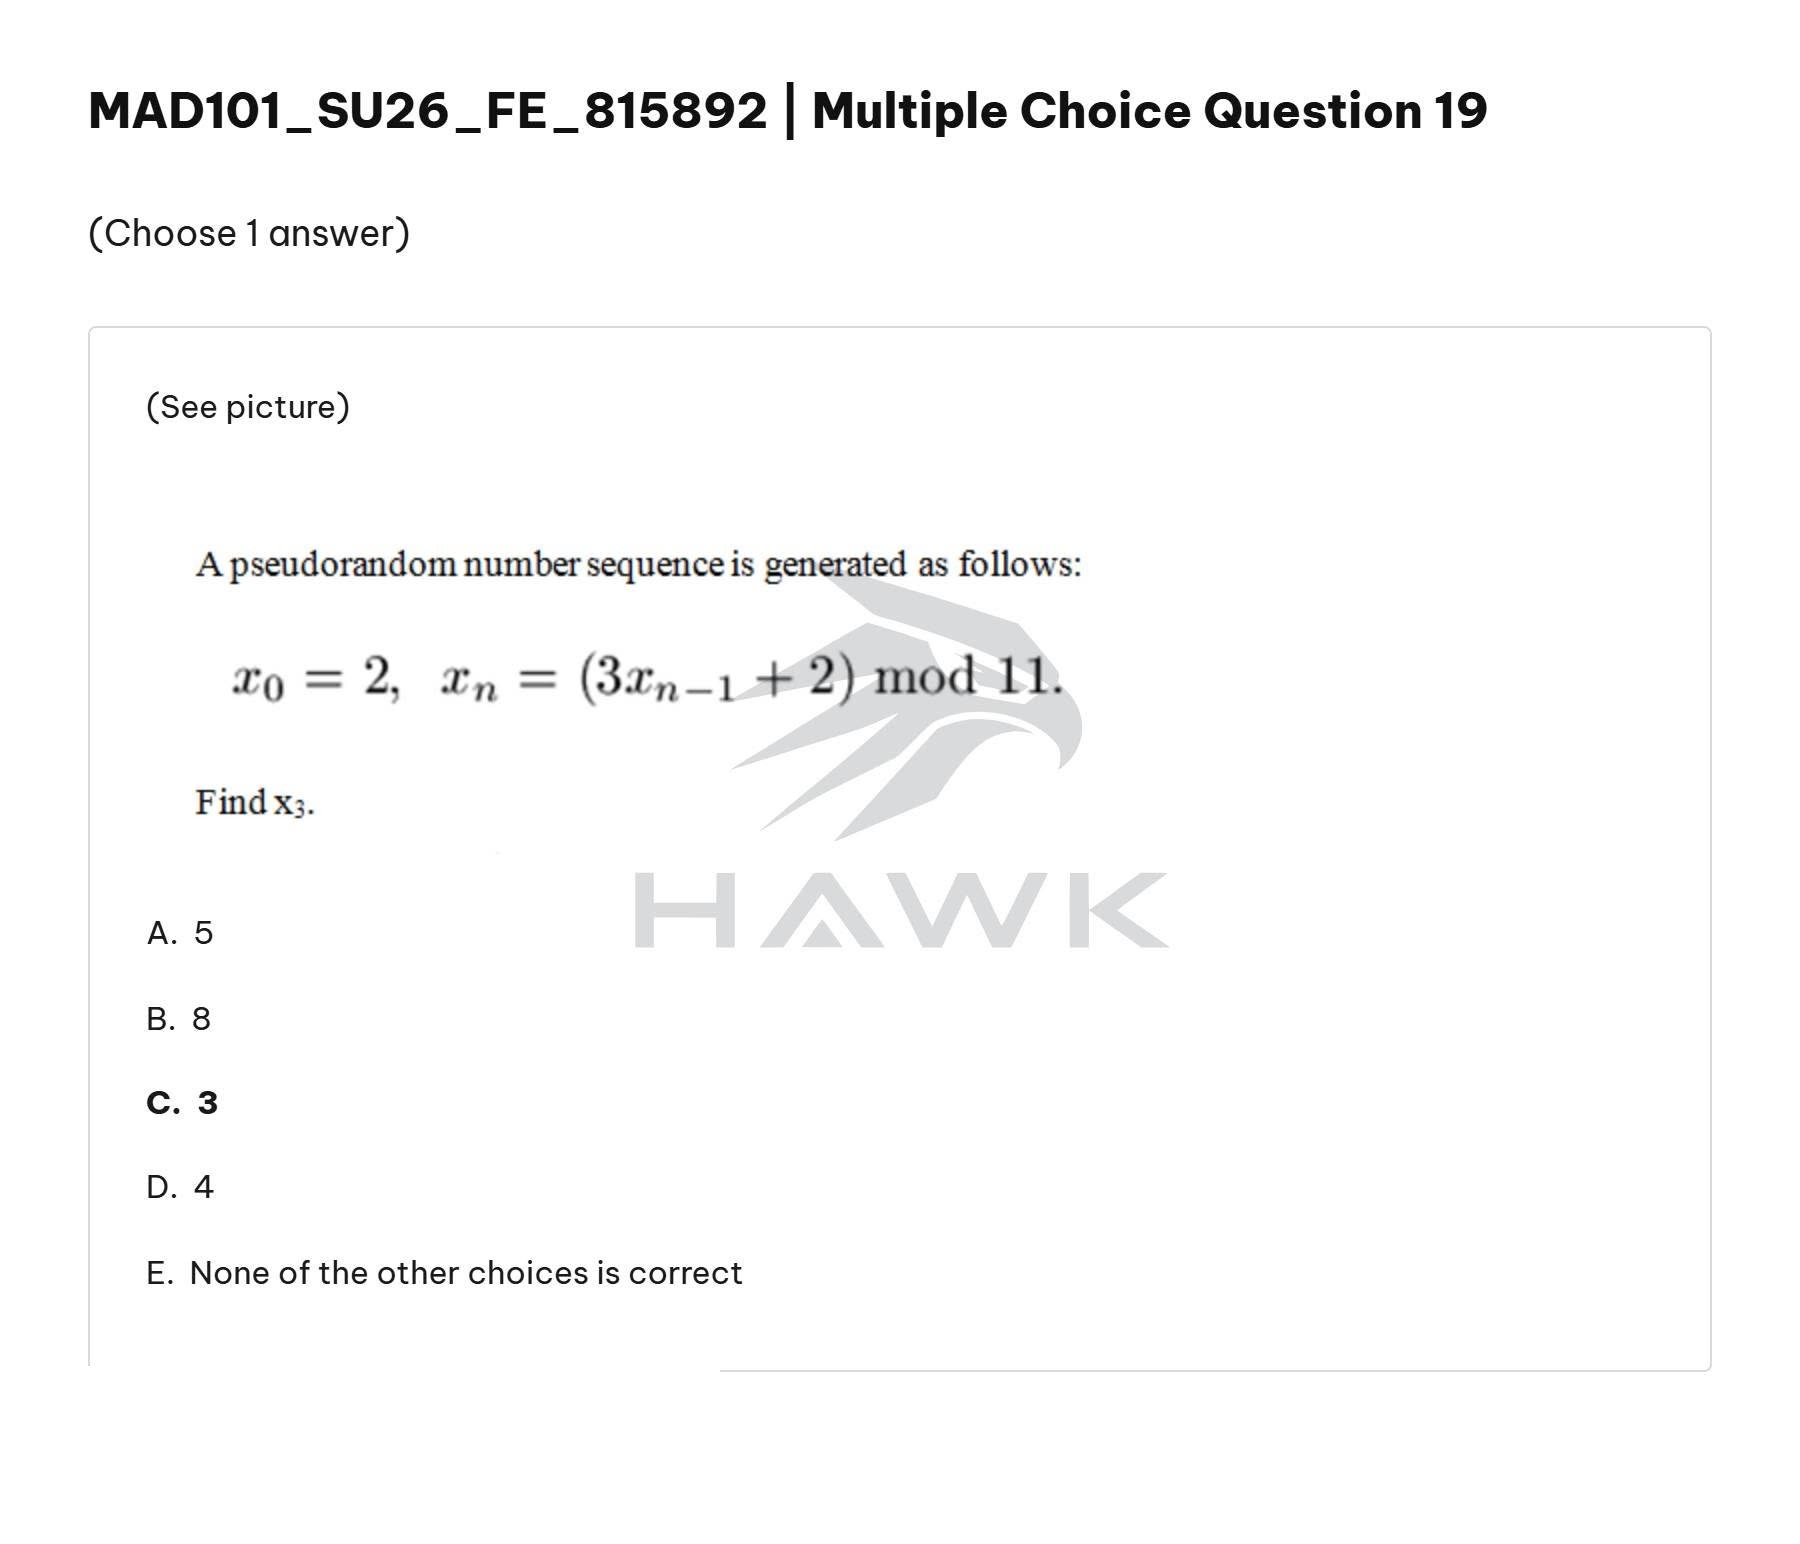 MAD101_SU26_FE_815892 | Multiple Choice Question 19
(Choose 1 answer)
(See picture)
A pseudorandom number sequence is generated as follows:
x₀ = 2, xₙ = (3xₙ₋₁ + 2) mod 11.
Find x₃.
HAWK
A. 5
B. 8
C. 3
D. 4
E. None of the other choices is correct